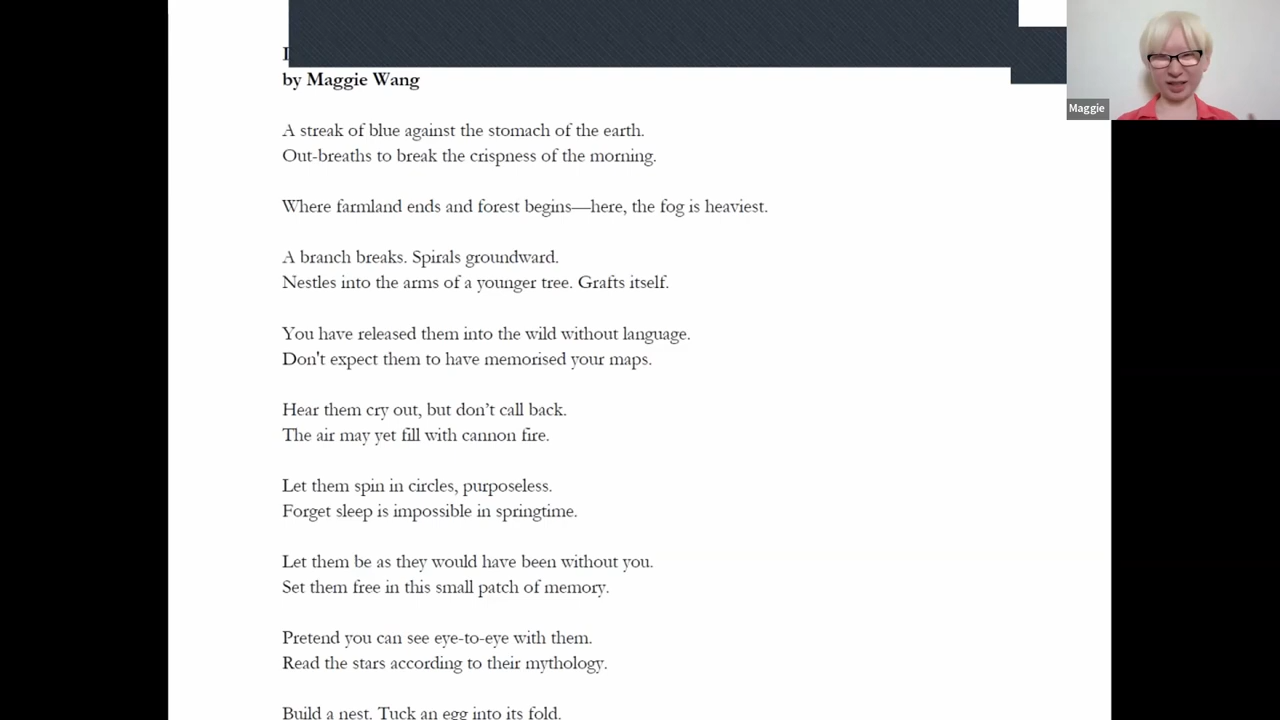 by Maggie Wang
Maggie
A streak of blue against the stomach of the earth.
Out-breaths to break the crispness of the morning.
Where farmland ends and forest begins—here, the fog is heaviest.
A branch breaks. Spirals groundward.
Nestles into the arms of a younger tree. Grafts itself.
You have released them into the wild without language.
Don't expect them to have memorised your maps.
Hear them cry out, but don’t call back.
The air may yet fill with cannon fire.
Let them spin in circles, purposeless.
Forget sleep is impossible in springtime.
Let them be as they would have been without you.
Set them free in this small patch of memory.
Pretend you can see eye-to-eye with them.
Read the stars according to their mythology.
Build a nest. Tuck an egg into its fold.